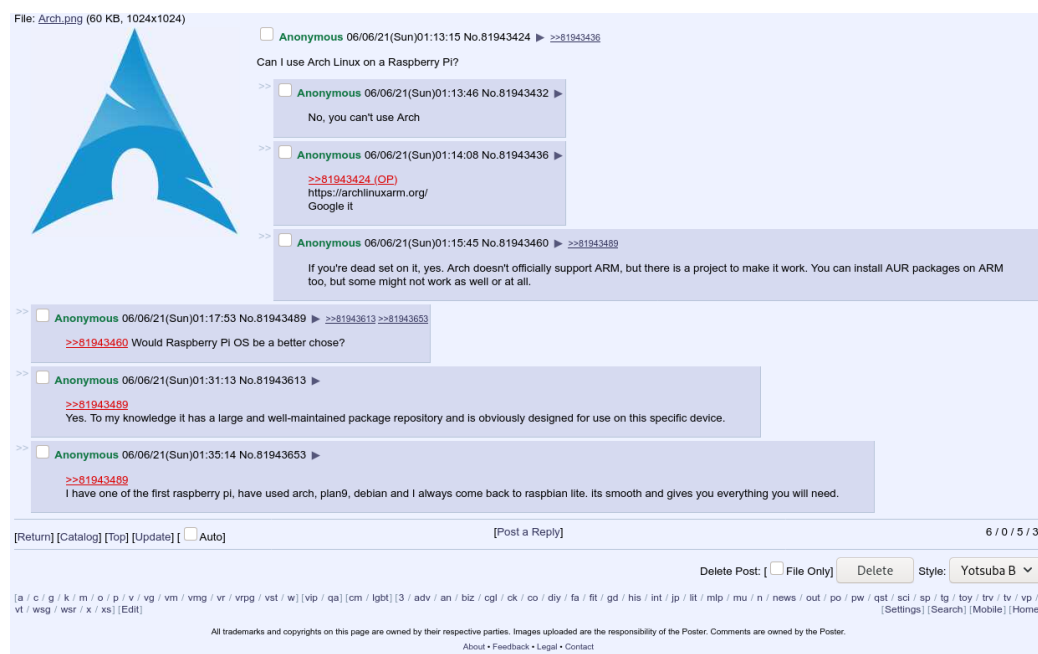 File: Arch.png (60 KB, 1024x1024)
Anonymous 06/06/21(Sun)01:13:15 No.81943424 ▶ >>81943436
Can I use Arch Linux on a Raspberry Pi?
>> Anonymous 06/06/21(Sun)01:13:46 No.81943432 ▶
No, you can't use Arch
>> Anonymous 06/06/21(Sun)01:14:08 No.81943436 ▶
>>81943424 (OP)
https://archlinuxarm.org/
Google it
>> Anonymous 06/06/21(Sun)01:15:45 No.81943460 ▶ >>81943489
If you're dead set on it, yes. Arch doesn't officially support ARM, but there is a project to make it work. You can install AUR packages on ARM
too, but some might not work as well or at all.
>> Anonymous 06/06/21(Sun)01:17:53 No.81943489 ▶ >>81943613 >>81943653
>>81943460 Would Raspberry Pi OS be a better chose?
>> Anonymous 06/06/21(Sun)01:31:13 No.81943613 ▶
>>81943489
Yes. To my knowledge it has a large and well-maintained package repository and is obviously designed for use on this specific device.
>> Anonymous 06/06/21(Sun)01:35:14 No.81943653 ▶
>>81943489
I have one of the first raspberry pi, have used arch, plan9, debian and I always come back to raspbian lite. its smooth and gives you everything you will need.
[Return] [Catalog] [Top] [Update] [ Auto] [Post a Reply] 6 / 0 / 5 / 3
Delete Post: [ File Only] Delete Style: Yotsuba B
[a / c / g / k / m / o / p / v / vg / vm / vmg / vr / vrpg / vst / w] [vip / qa] [cm / lgbt] [3 / adv / an / biz / cgl / ck / co / diy / fa / fit / gd / his / int / jp / lit / mlp / mu / n / news / out / po / pw / qst / sci / sp / tg / toy / trv / tv / vp /
vt / wsg / wsr / x / xs] [Edit] [Settings] [Search] [Mobile] [Home
All trademarks and copyrights on this page are owned by their respective parties. Images uploaded are the responsibility of the Poster. Comments are owned by the Poster.
About • Feedback • Legal • Contact